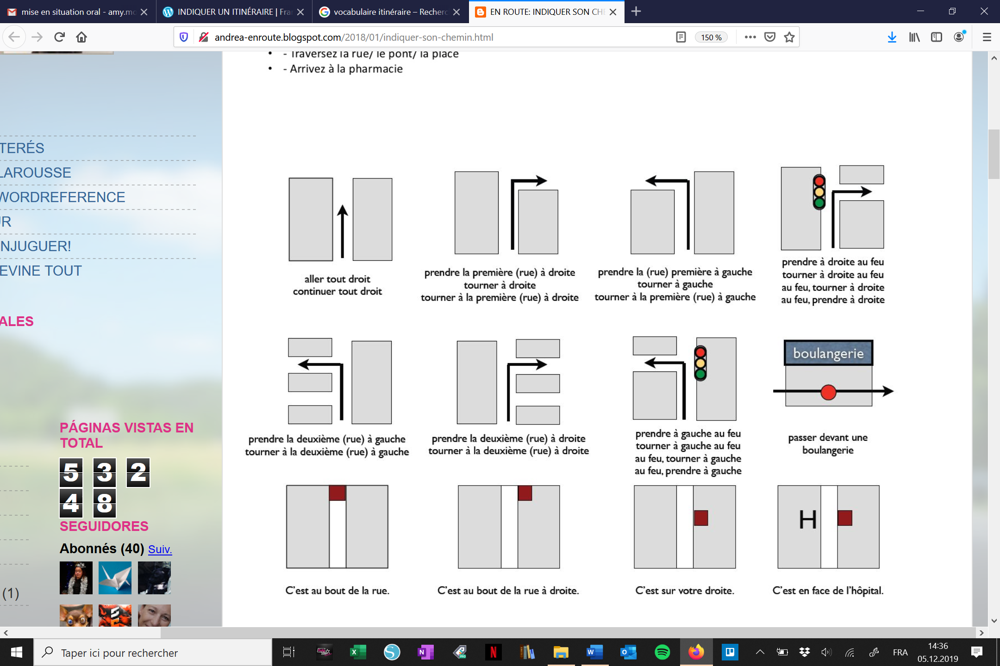 mise en situation oral - amy.mo
INDIQUER UN ITINÉRAIRE | Fra
vocabulaire itinéraire – Recherc
EN ROUTE: INDIQUER SON CHE
andrea-enroute.blogspot.com/2018/01/indiquer-son-chemin.html
150 %
• - Traversez la rue/ le pont/ la place
• - Arrivez à la pharmacie
TERÉS
LAROUSSE
WORDREFERENCE
UR
NJUGUER!
EVINE TOUT
ALES
PÁGINAS VISTAS EN
TOTAL
5 3 2
4 8
SEGUIDORES
Abonnés (40) Suiv.
(1)
aller tout droit
continuer tout droit
prendre la première (rue) à droite
tourner à droite
tourner à la première (rue) à droite
prendre la (rue) première à gauche
tourner à gauche
tourner à la première (rue) à gauche
prendre à droite au feu
tourner à droite au feu
au feu, tourner à droite
au feu, prendre à droite
prendre la deuxième (rue) à gauche
tourner à la deuxième (rue) à gauche
prendre la deuxième (rue) à droite
tourner à la deuxième (rue) à droite
prendre à gauche au feu
tourner à gauche au feu
au feu, tourner à gauche
au feu, prendre à gauche
boulangerie
passer devant une
boulangerie
C'est au bout de la rue.
C'est au bout de la rue à droite.
C'est sur votre droite.
H
C'est en face de l'hôpital.
Taper ici pour rechercher
FRA
14:36
05.12.2019